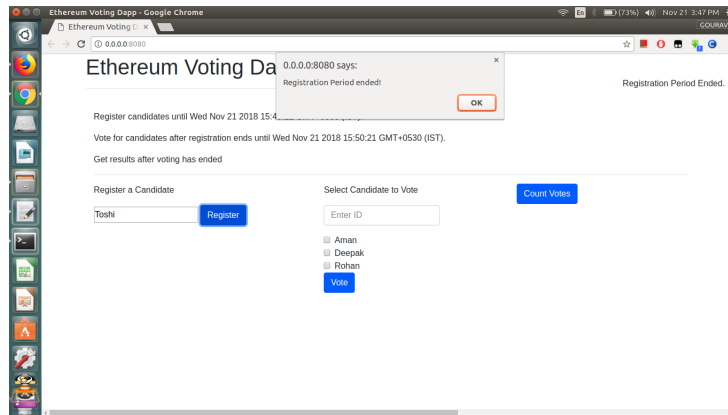 Ethereum Voting Dapp - Google Chrome
En (73%) Nov 21 3:47 PM
Ethereum Voting D
GOURAV
0.0.0.0:8080
Ethereum Voting Da
0.0.0.0:8080 says:
Registration Period ended!
OK
Registration Period Ended.
Register candidates until Wed Nov 21 2018 15:4
Vote for candidates after registration ends until Wed Nov 21 2018 15:50:21 GMT+0530 (IST).
Get results after voting has ended
Register a Candidate
Toshi
Register
Select Candidate to Vote
Enter ID
Aman
Deepak
Rohan
Vote
Count Votes